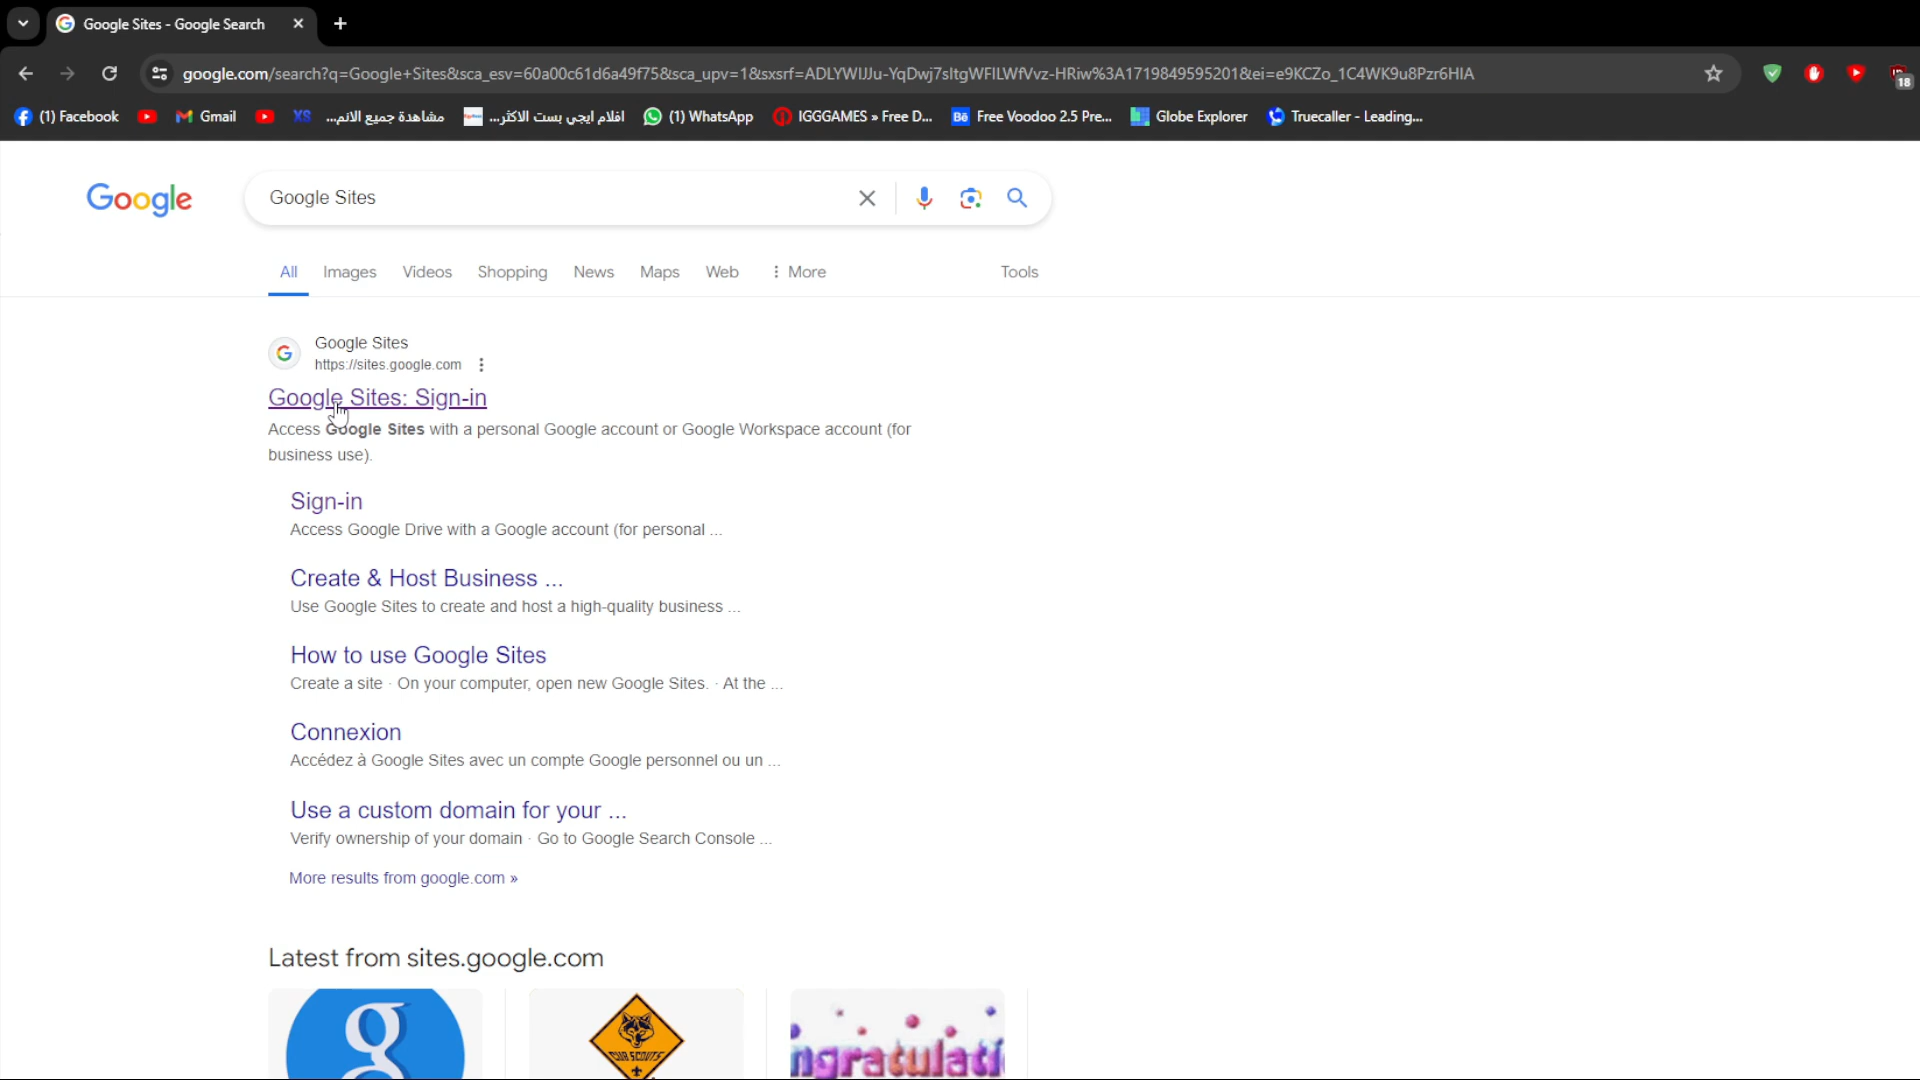 Google Sites - Google Search
google.com/search?q=Google+Sites&sca_esv=60a00c61d6a49f75&sca_upv=1&sxsrf=ADLYWIJJu-YqDwj7sltgWFILWfVvz-HRiw%3A1719849595201&ei=e9KCZo_1C4WK9u8Pzr6HIA
18
(1) Facebook
Gmail
XS
مشاهدة جميع الانم...
افلام ايجي بست الاكثر...
(1) WhatsApp
IGGGAMES » Free D...
Bē Free Voodoo 2.5 Pre...
Globe Explorer
Truecaller - Leading...
Google
Google Sites
All Images Videos Shopping News Maps Web More Tools
Google Sites
https://sites.google.com
Google Sites: Sign-in
Access Google Sites with a personal Google account or Google Workspace account (for
business use).
Sign-in
Access Google Drive with a Google account (for personal ...
Create & Host Business ...
Use Google Sites to create and host a high-quality business ...
How to use Google Sites
Create a site · On your computer, open new Google Sites. · At the ...
Connexion
Accédez à Google Sites avec un compte Google personnel ou un ...
Use a custom domain for your ...
Verify ownership of your domain · Go to Google Search Console ...
More results from google.com »
Latest from sites.google.com
g
CUB SCOUTS
ngratulati